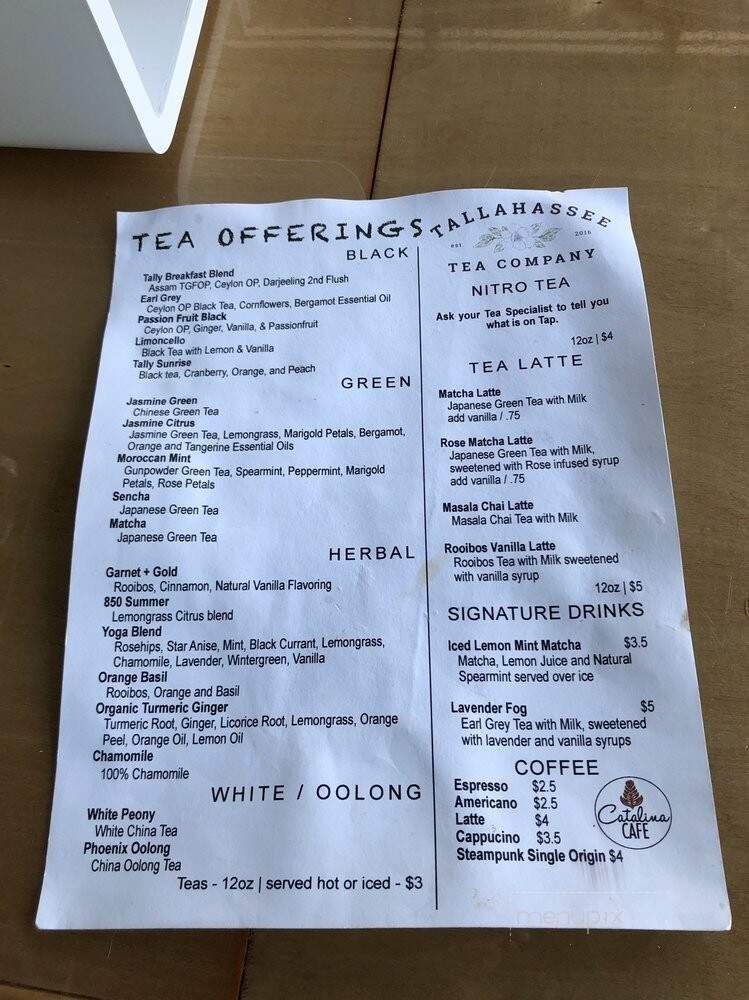 TEA OFFERINGS
BLACK
Tally Breakfast Blend
Assam TGFOP, Ceylon OP, Darjeeling 2nd Flush
Earl Grey
Ceylon OP Black Tea, Cornflowers, Bergamot Essential Oil
Passion Fruit Black
Ceylon OP, Ginger, Vanilla, & Passionfruit
Limoncello
Black Tea with Lemon & Vanilla
Tally Sunrise
Black tea, Cranberry, Orange, and Peach
GREEN
Jasmine Green
Chinese Green Tea
Jasmine Citrus
Jasmine Green Tea, Lemongrass, Marigold Petals, Bergamot,
Orange and Tangerine Essential Oils
Moroccan Mint
Gunpowder Green Tea, Spearmint, Peppermint, Marigold
Petals, Rose Petals
Sencha
Japanese Green Tea
Matcha
Japanese Green Tea
HERBAL
Garnet + Gold
Rooibos, Cinnamon, Natural Vanilla Flavoring
850 Summer
Lemongrass Citrus blend
Yoga Blend
Rosehips, Star Anise, Mint, Black Currant, Lemongrass,
Chamomile, Lavender, Wintergreen, Vanilla
Orange Basil
Rooibos, Orange and Basil
Organic Turmeric Ginger
Turmeric Root, Ginger, Licorice Root, Lemongrass, Orange
Peel, Orange Oil, Lemon Oil
Chamomile
100% Chamomile
WHITE / OOLONG
White Peony
White China Tea
Phoenix Oolong
China Oolong Tea
Teas - 12oz | served hot or iced - $3
TALLAHASSEE
est 2016
TEA COMPANY
NITRO TEA
Ask your Tea Specialist to tell you
what is on Tap.
12oz | $4
TEA LATTE
Matcha Latte
Japanese Green Tea with Milk
add vanilla / .75
Rose Matcha Latte
Japanese Green Tea with Milk,
sweetened with Rose infused syrup
add vanilla / .75
Masala Chai Latte
Masala Chai Tea with Milk
Rooibos Vanilla Latte
Rooibos Tea with Milk sweetened
with vanilla syrup
12oz | $5
SIGNATURE DRINKS
Iced Lemon Mint Matcha $3.5
Matcha, Lemon Juice and Natural
Spearmint served over ice
Lavender Fog $5
Earl Grey Tea with Milk, sweetened
with lavender and vanilla syrups
COFFEE
Espresso $2.5
Americano $2.5
Latte $4
Cappucino $3.5
Steampunk Single Origin $4
Catalina
CAFE
menupix